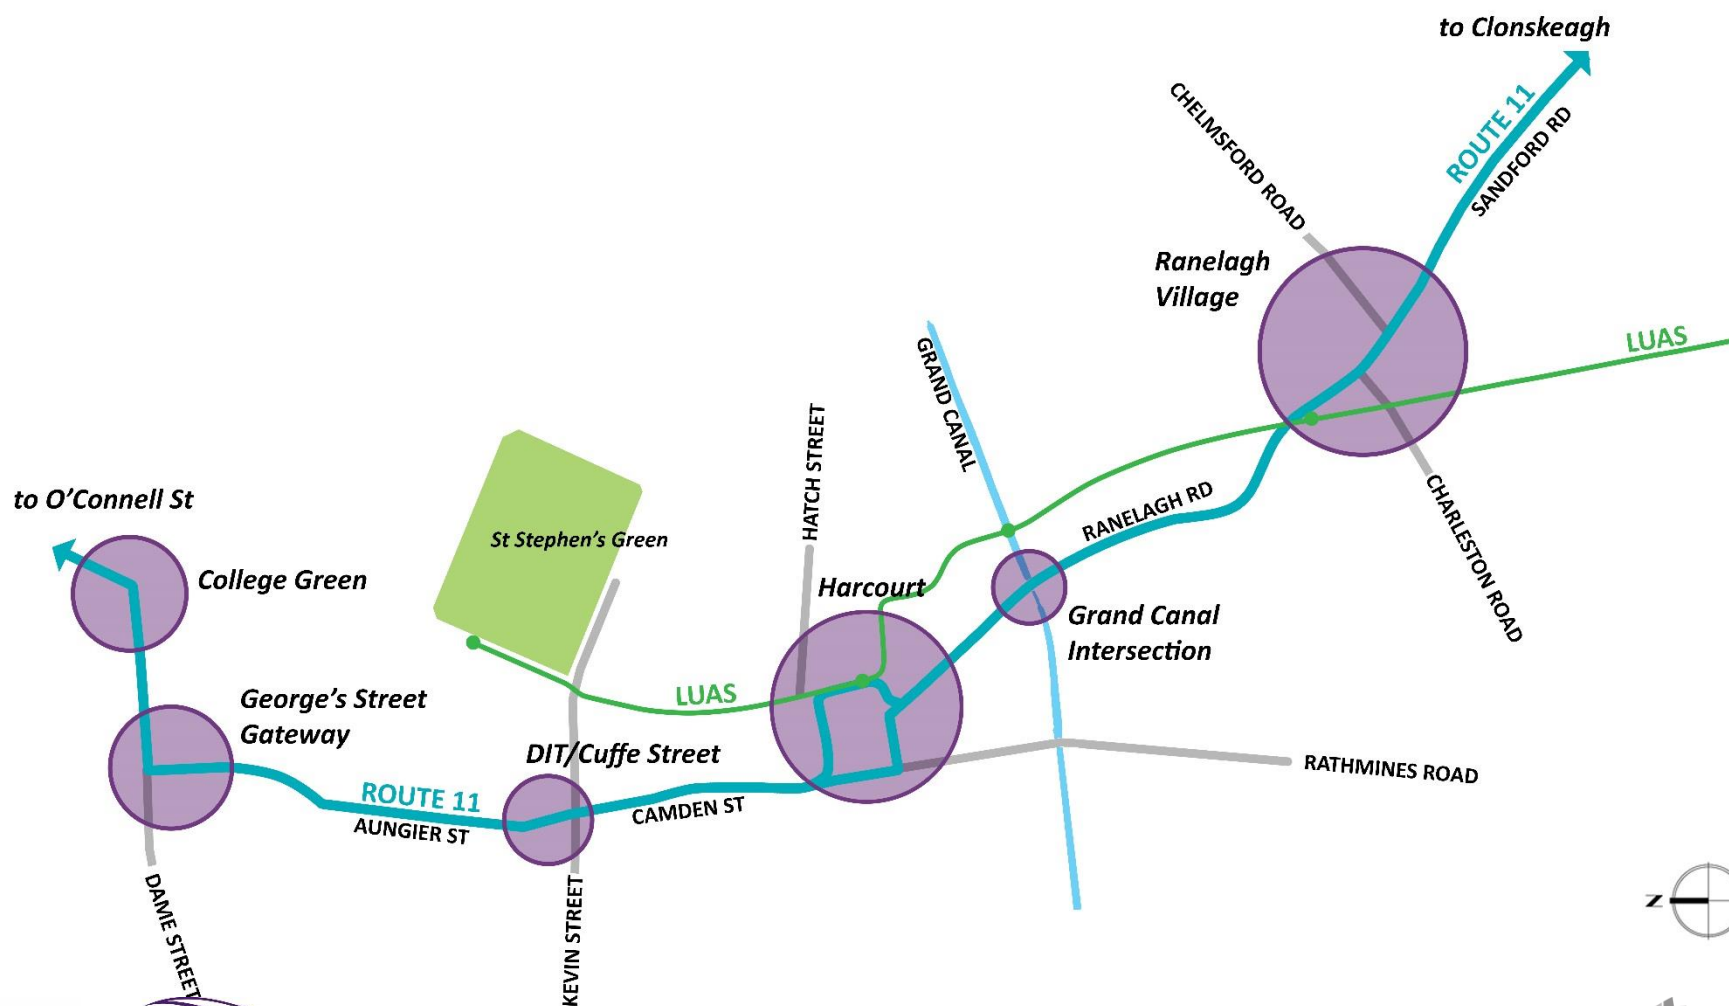 to Clonskeagh
ROUTE 11
SANDFORD RD
CHELMSFORD ROAD
Ranelagh
Village
LUAS
GRAND CANAL
HATCH STREET
RANELAGH RD
CHARLESTON ROAD
to O'Connell St
St Stephen's Green
College Green
Harcourt
Grand Canal
Intersection
George's Street
Gateway
LUAS
DIT/Cuffe Street
RATHMINES ROAD
ROUTE 11
AUNGIER ST
CAMDEN ST
DAME STREET
KEVIN STREET
N